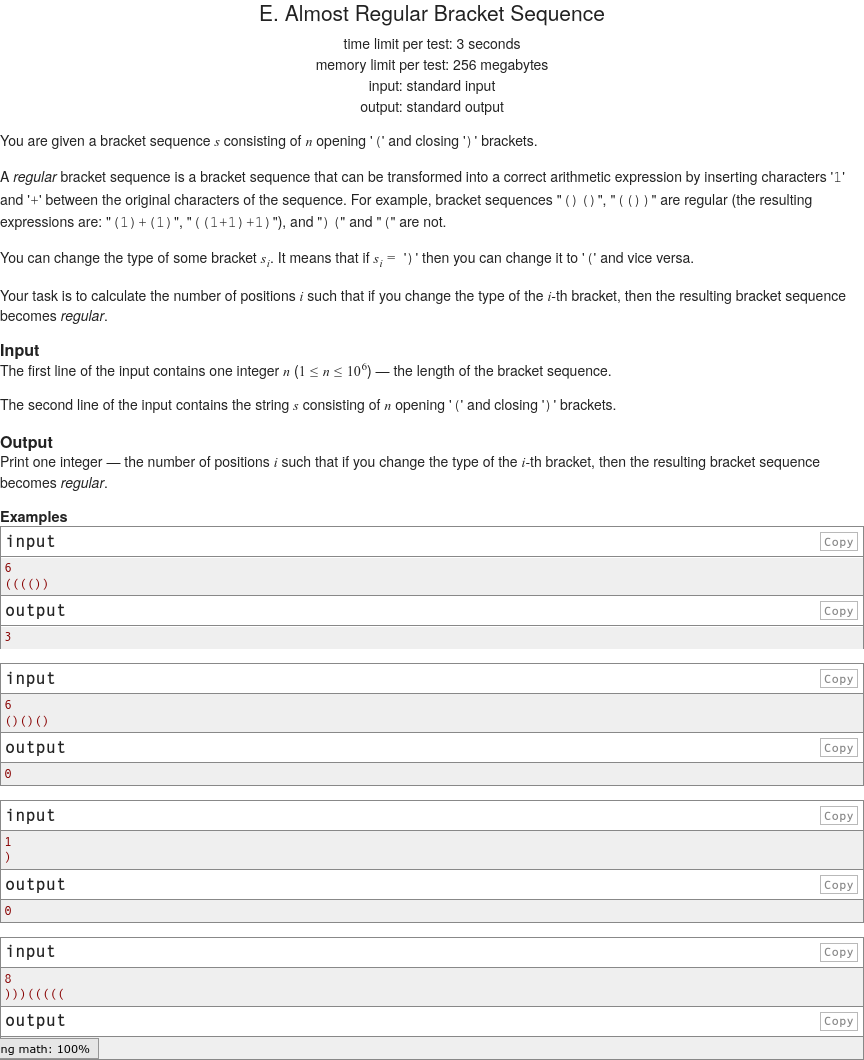 E. Almost Regular Bracket Sequence
time limit per test: 3 seconds
memory limit per test: 256 megabytes
input: standard input
output: standard output
You are given a bracket sequence s consisting of n opening '(' and closing ')' brackets.
A regular bracket sequence is a bracket sequence that can be transformed into a correct arithmetic expression by inserting characters '1'
and '+' between the original characters of the sequence. For example, bracket sequences "()()", "(())" are regular (the resulting
expressions are: "(1)+(1)", "((1+1)+1)"), and ")(" and "(" are not.
You can change the type of some bracket sᵢ. It means that if sᵢ = ')' then you can change it to '(' and vice versa.
Your task is to calculate the number of positions i such that if you change the type of the i-th bracket, then the resulting bracket sequence
becomes regular.
Input
The first line of the input contains one integer n (1 ≤ n ≤ 10⁶) — the length of the bracket sequence.
The second line of the input contains the string s consisting of n opening '(' and closing ')' brackets.
Output
Print one integer — the number of positions i such that if you change the type of the i-th bracket, then the resulting bracket sequence
becomes regular.
Examples
input Copy
6
(((())
output Copy
3
input Copy
6
()()()
output Copy
0
input Copy
1
)
output Copy
0
input Copy
8
)))(((((
output Copy
ng math: 100%